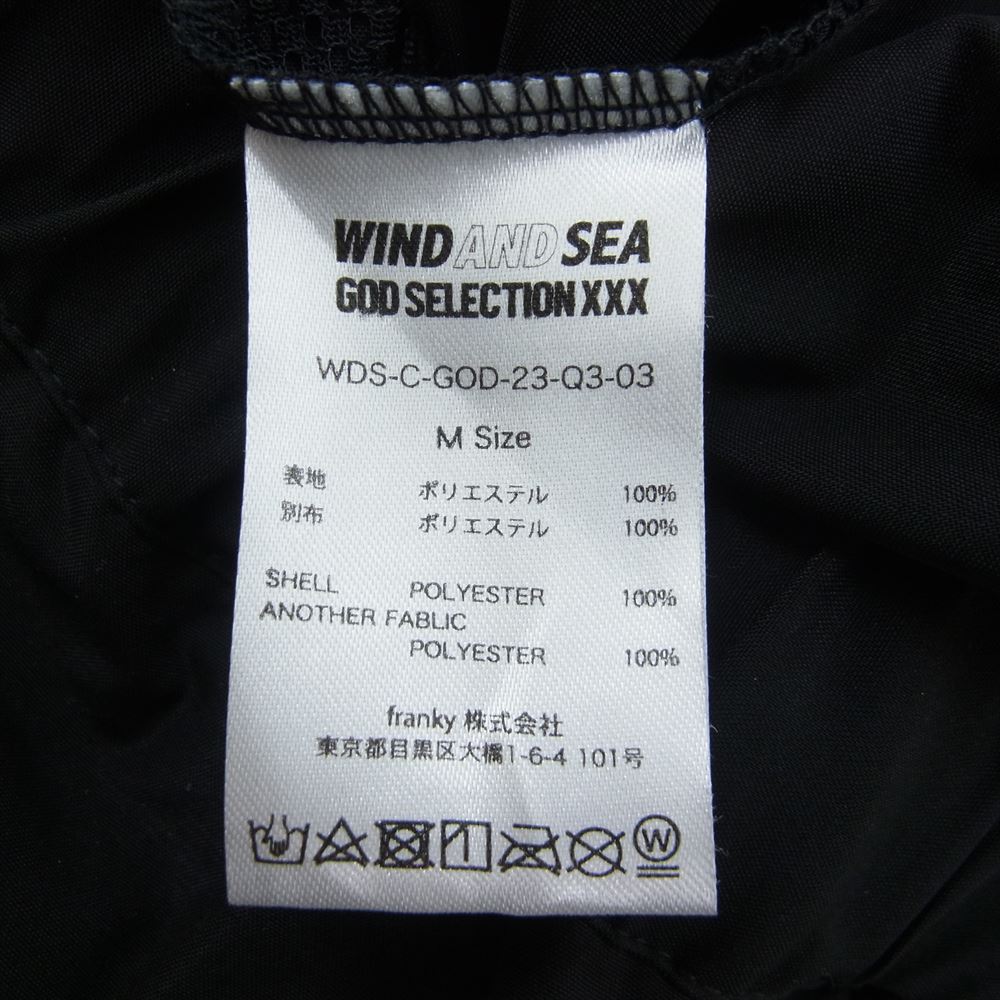 WIND AND SEA
GOD SELECTION XXX
WDS-C-GOD-23-Q3-03
M Size
表地 ポリエステル 100%
別布 ポリエステル 100%
SHELL POLYESTER 100%
ANOTHER FABLIC
POLYESTER 100%
franky 株式会社
東京都目黒区大橋1-6-4 101号
W